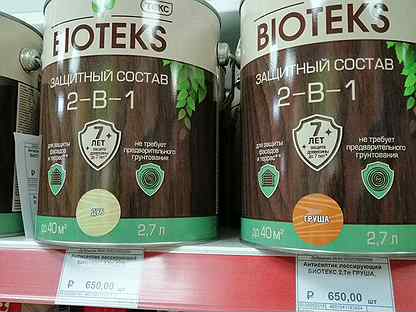 ТЕКС
BIOTEKS
ЗАЩИТНЫЙ СОСТАВ
2-В-1
для защиты
фасадов
и террас
7
ЛЕТ
не требует
предварительного
грунтования
до 40 м²
2,7 л
BIOTEKS
ЗАЩИТНЫЙ СОСТАВ
2-В-1
для защиты
фасадов
и террас
7
ЛЕТ
не требует
предварительного
грунтования
ГРУША
до 40 м²
2,7 л
Антисептик лессирующий
₽ 650,00
Антисептик лессирующий
БИОТЕКС 2,7л ГРУША,
₽ 650,00